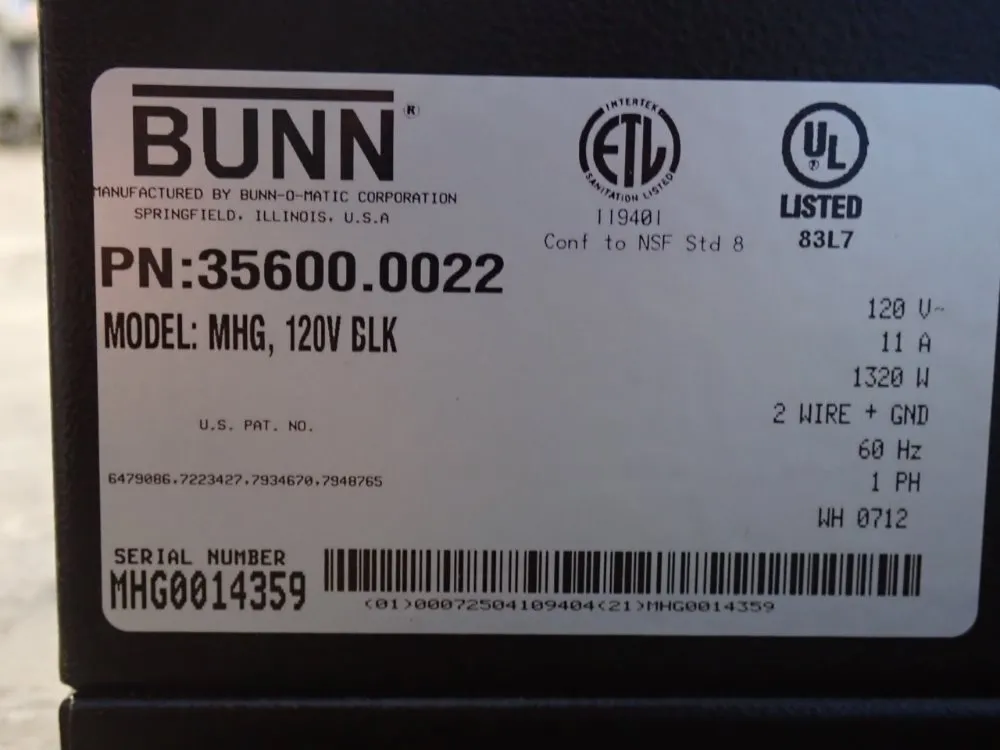 BUNN®
MANUFACTURED BY BUNN-O-MATIC CORPORATION
SPRINGFIELD, ILLINOIS, U.S.A
PN:35600.0022
MODEL: MHG, 120V BLK
INTERTEK
ETL
SANITATION LISTED
119401
Conf to NSF Std 8
UL
®
LISTED
83L7
120 V~
11 A
1320 W
2 WIRE + GND
60 Hz
1 PH
WH 0712
U.S. PAT. NO.
6479086,7223427,7934670,7948765
SERIAL NUMBER
MHG0014359
(01)00072504109404(21)MHG0014359